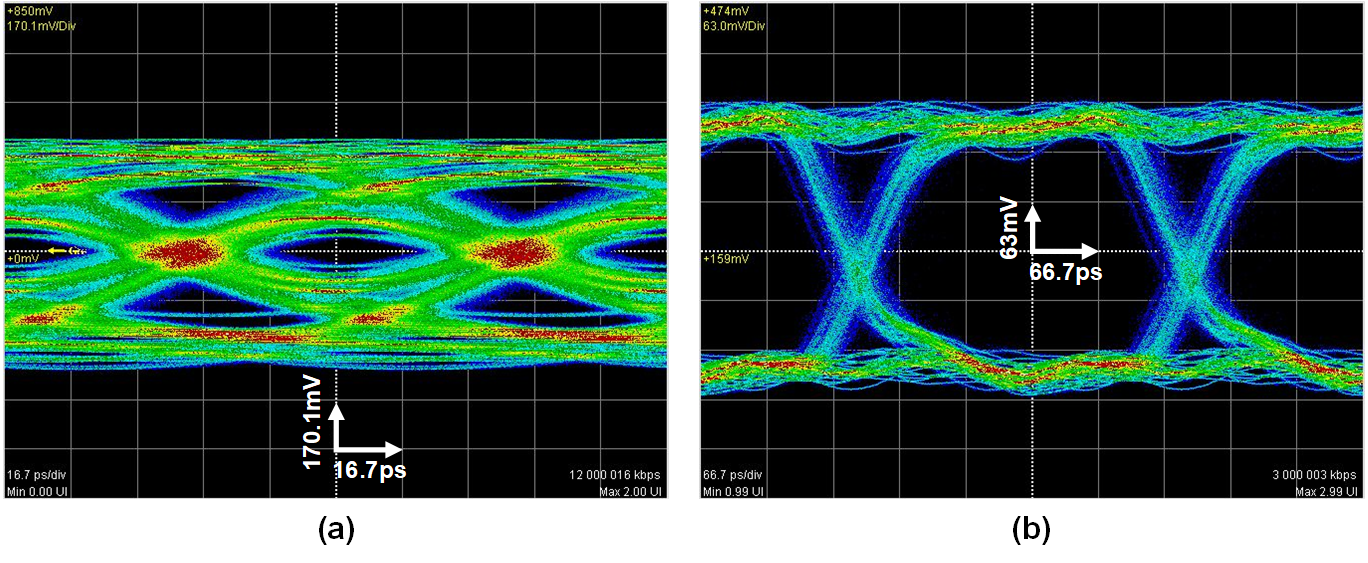 +850mV
170.1mV/Div
+0mV
170.1mV
16.7ps
16.7 ps/div
12 000 016 kbps
Min 0.00 UI
Max 2.00 UI
(a)
+474mV
63.0mV/Div
+159mV
63mV
66.7ps
66.7 ps/div
3 000 003 kbps
Min 0.99 UI
Max 2.99 UI
(b)